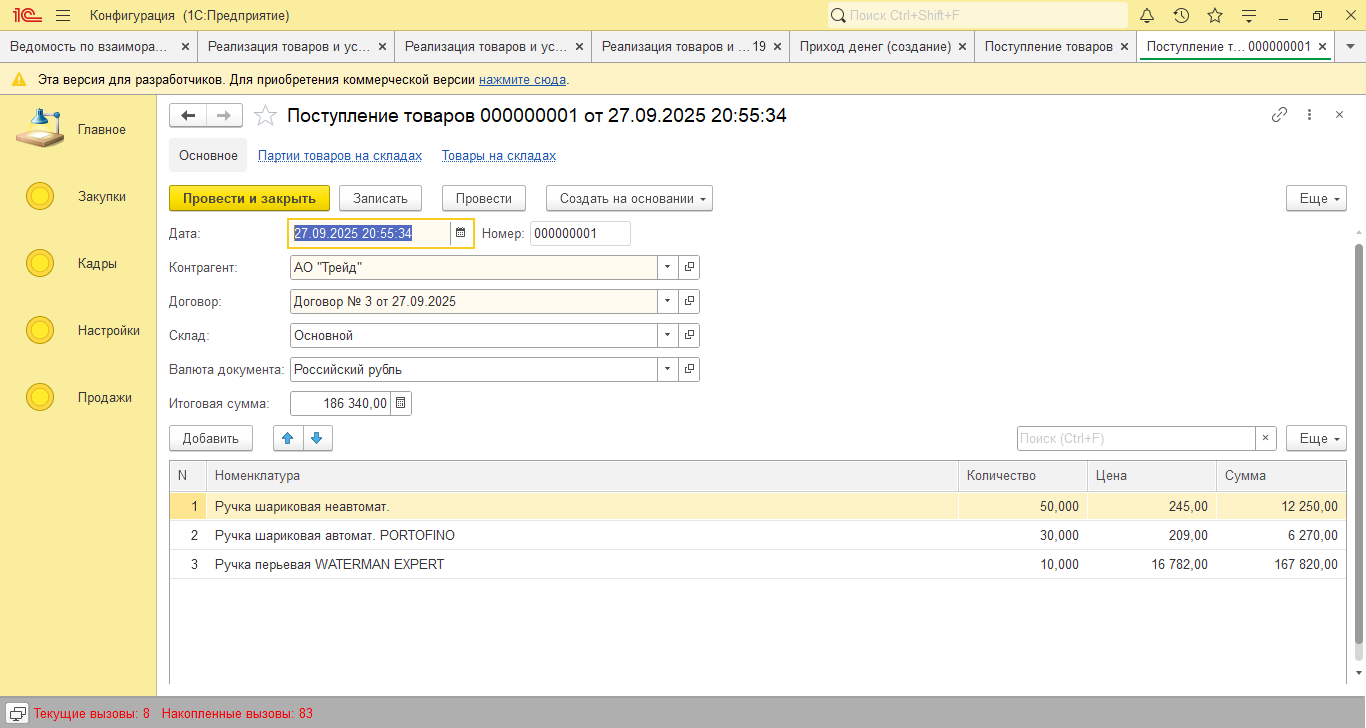 1С Конфигурация (1С:Предприятие) Поиск Ctrl+Shift+F
Ведомость по взаимора... × Реализация товаров и ус... × Реализация товаров и ус... × Реализация товаров и ... 19 × Приход денег (создание) × Поступление товаров × Поступление т... 000000001 ×
Эта версия для разработчиков. Для приобретения коммерческой версии нажмите сюда.
Главное
Закупки
Кадры
Настройки
Продажи
Поступление товаров 000000001 от 27.09.2025 20:55:34
Основное Партии товаров на складах Товары на складах
Провести и закрыть Записать Провести Создать на основании Еще
Дата: 27.09.2025 20:55:34 Номер: 000000001
Контрагент: АО "Трейд"
Договор: Договор № 3 от 27.09.2025
Склад: Основной
Валюта документа: Российский рубль
Итоговая сумма: 186 340,00
Добавить Поиск (Ctrl+F) × Еще
N Номенклатура Количество Цена Сумма
1 Ручка шариковая неавтомат. 50,000 245,00 12 250,00
2 Ручка шариковая автомат. PORTOFINO 30,000 209,00 6 270,00
3 Ручка перьевая WATERMAN EXPERT 10,000 16 782,00 167 820,00
Текущие вызовы: 8 Накопленные вызовы: 83